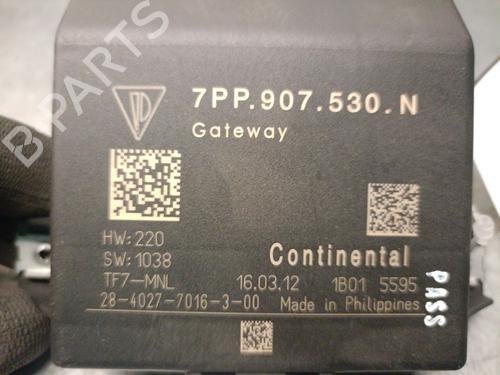 7PP.907.530.N
Gateway
HW:220
SW:1038
TF7-MNL 16.03.12 1B01 5595
28-4027-7016-3-00 Made in Philippines
Continental
PASS
B-PARTS